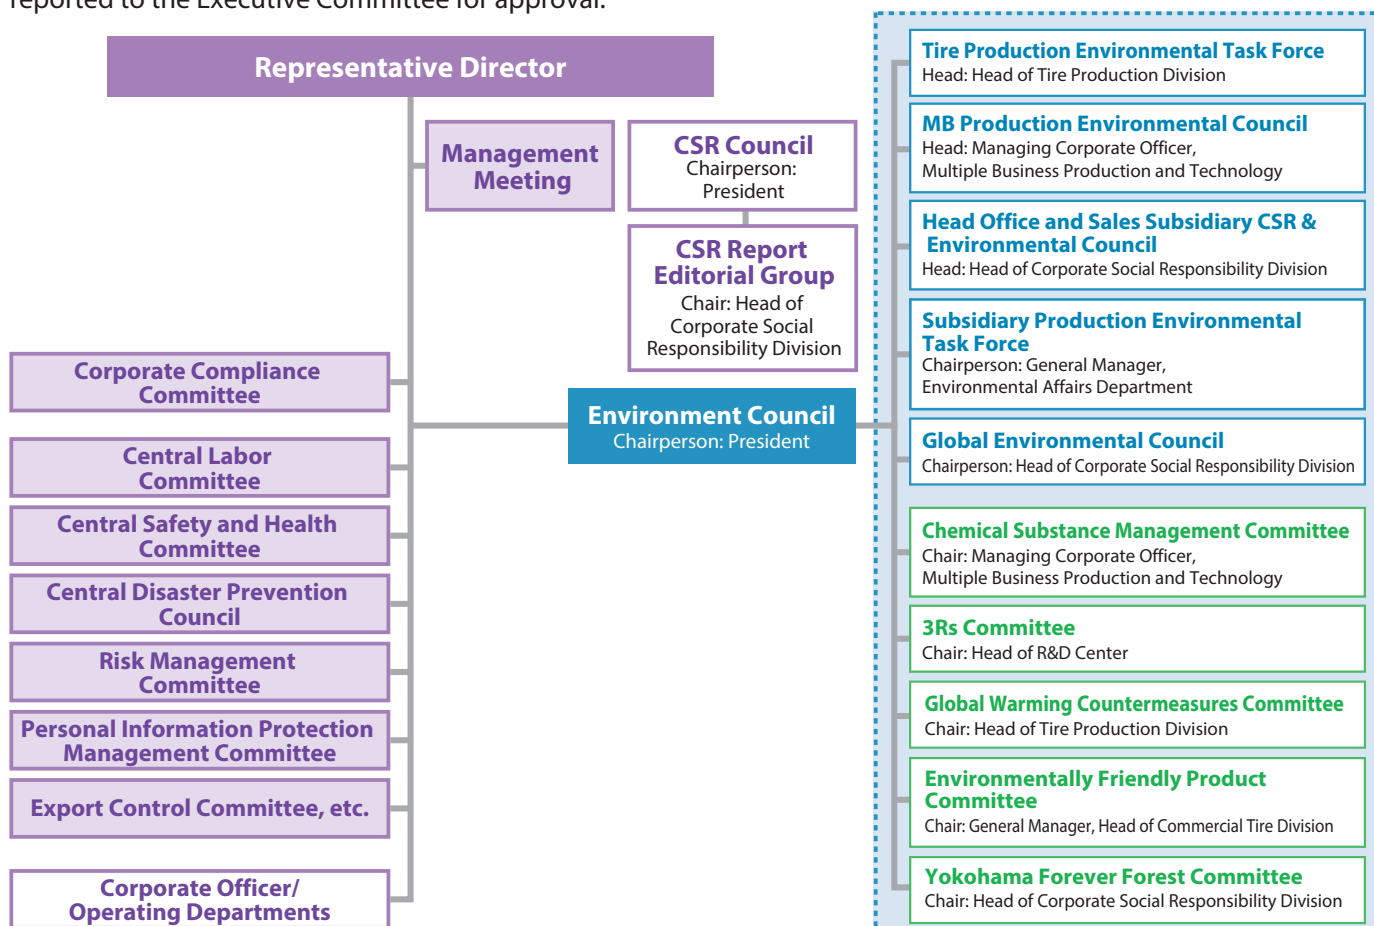 reported to the Executive Committee for approval.
Representative Director
Management
Meeting
CSR Council
Chairperson:
President
CSR Report
Editorial Group
Chair: Head of
Corporate Social
Responsibility Division
Corporate Compliance
Committee
Central Labor
Committee
Central Safety and Health
Committee
Central Disaster Prevention
Council
Risk Management
Committee
Personal Information Protection
Management Committee
Export Control Committee, etc.
Corporate Officer/
Operating Departments
Environment Council
Chairperson: President
Tire Production Environmental Task Force
Head: Head of Tire Production Division
MB Production Environmental Council
Head: Managing Corporate Officer,
Multiple Business Production and Technology
Head Office and Sales Subsidiary CSR &
Environmental Council
Head: Head of Corporate Social Responsibility Division
Subsidiary Production Environmental
Task Force
Chairperson: General Manager,
Environmental Affairs Department
Global Environmental Council
Chairperson: Head of Corporate Social Responsibility Division
Chemical Substance Management Committee
Chair: Managing Corporate Officer,
Multiple Business Production and Technology
3Rs Committee
Chair: Head of R&D Center
Global Warming Countermeasures Committee
Chair: Head of Tire Production Division
Environmentally Friendly Product
Committee
Chair: General Manager, Head of Commercial Tire Division
Yokohama Forever Forest Committee
Chair: Head of Corporate Social Responsibility Division